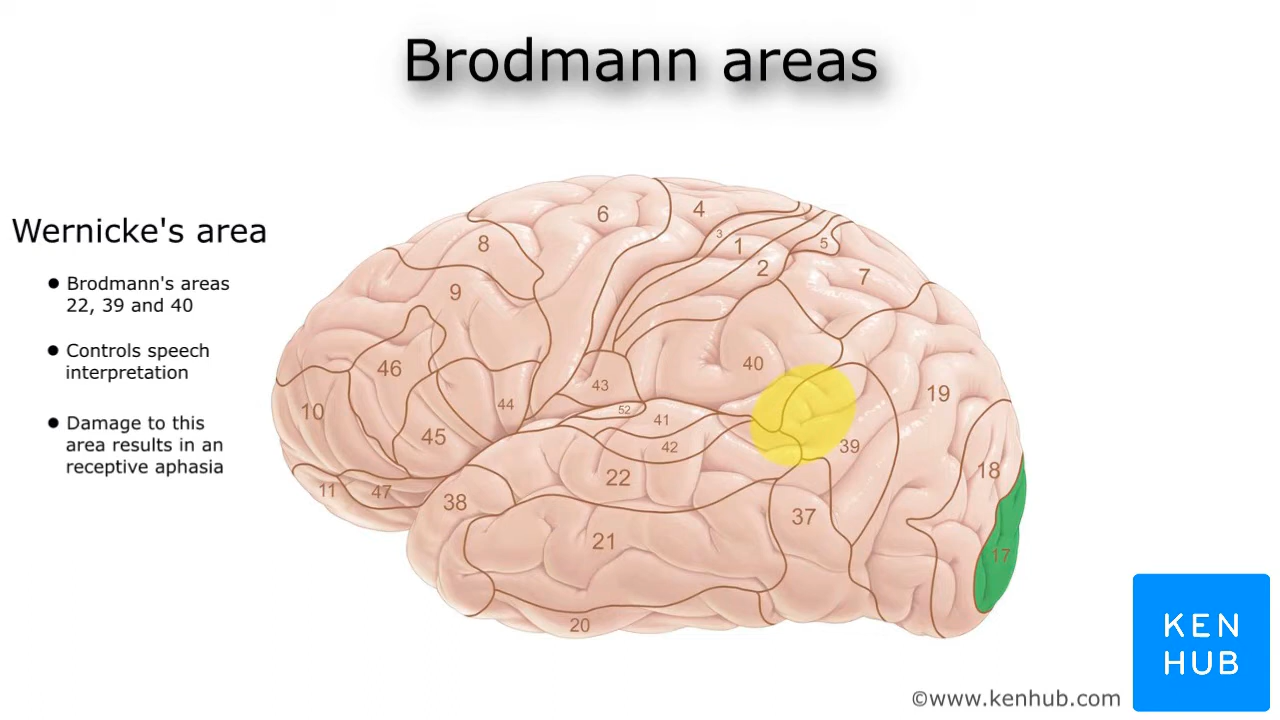 Brodmann areas
Wernicke's area
Brodmann's areas
22, 39 and 40
Controls speech
interpretation
Damage to this
area results in an
receptive aphasia
6
4
3
1
5
8
2
7
9
40
46
43
19
44
52
10
41
45
42
39
18
22
11
47
38
37
21
17
20
KEN
HUB
©www.kenhub.com